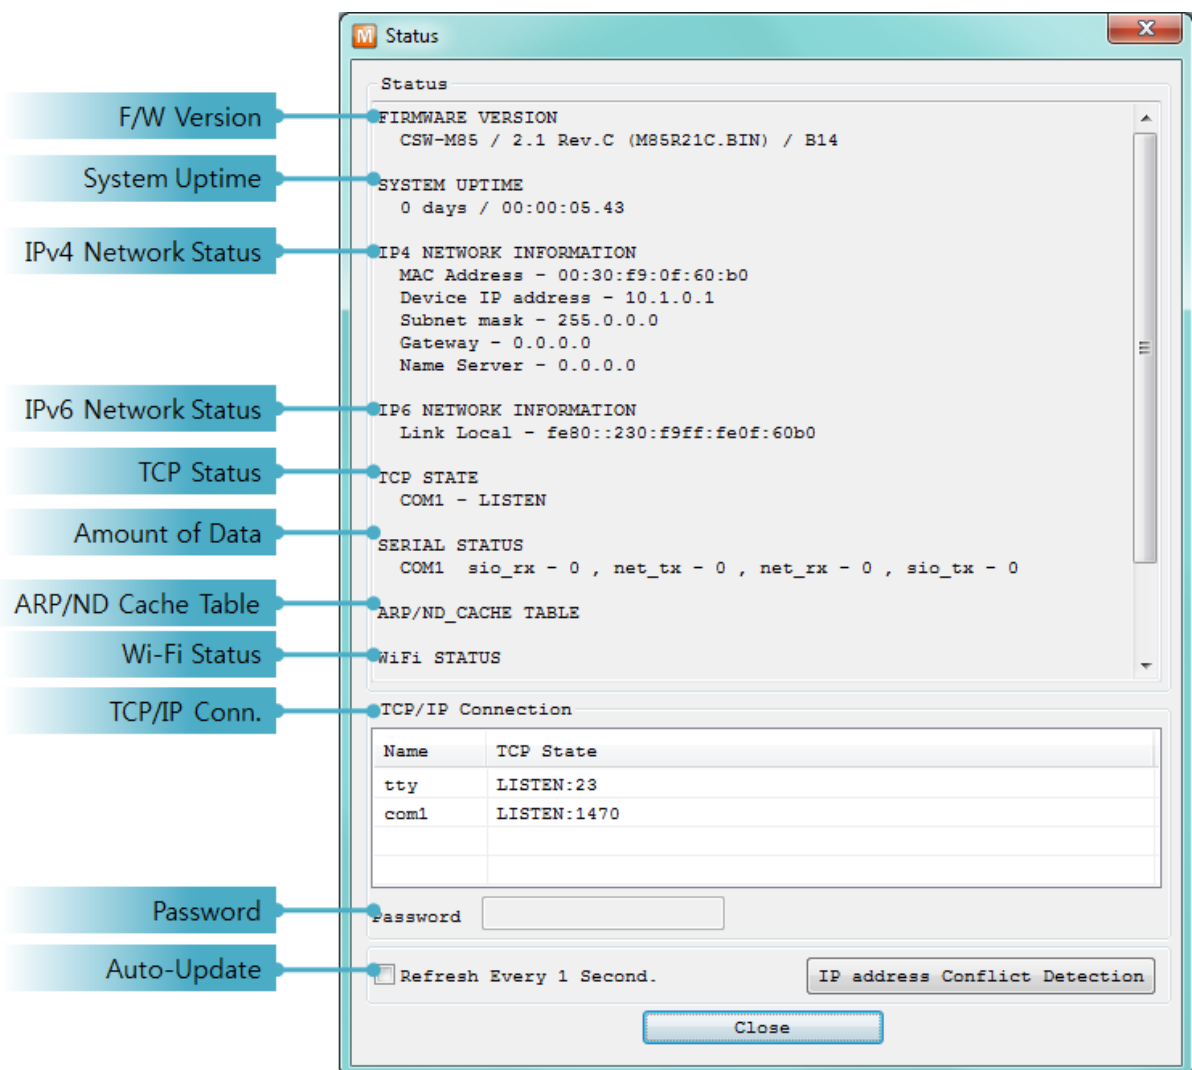 Status
Status
F/W Version
FIRMWARE VERSION
CSW-M85 / 2.1 Rev.C (M85R21C.BIN) / B14
System Uptime
SYSTEM UPTIME
0 days / 00:00:05.43
IPv4 Network Status
IP4 NETWORK INFORMATION
MAC Address - 00:30:f9:0f:60:b0
Device IP address - 10.1.0.1
Subnet mask - 255.0.0.0
Gateway - 0.0.0.0
Name Server - 0.0.0.0
IPv6 Network Status
IP6 NETWORK INFORMATION
Link Local - fe80::230:f9ff:fe0f:60b0
TCP Status
TCP STATE
COM1 - LISTEN
Amount of Data
SERIAL STATUS
COM1 sio_rx - 0 , net_tx - 0 , net_rx - 0 , sio_tx - 0
ARP/ND Cache Table
ARP/ND_CACHE TABLE
Wi-Fi Status
WiFi STATUS
TCP/IP Conn.
TCP/IP Connection
Name TCP State
tty LISTEN:23
com1 LISTEN:1470
Password
Password
Auto-Update
Refresh Every 1 Second. IP address Conflict Detection
Close